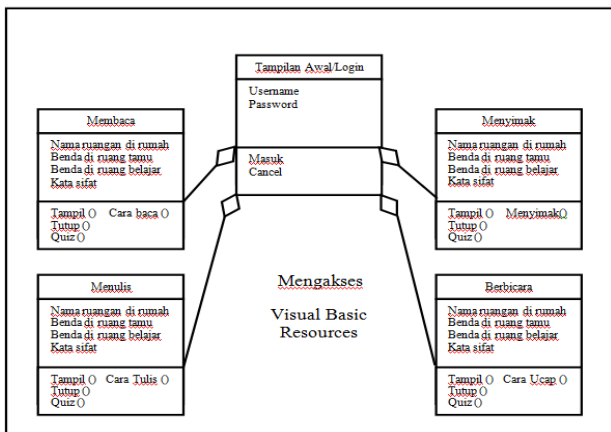 Tampilan Awal/Login
Username
Password
Masuk
Cancel
Membaca
Nama ruangan di rumah
Benda di ruang tamu
Benda di ruang belajar
Kata sifat
Tampil () Cara baca ()
Tutup ()
Quiz ()
Menyimak
Nama ruangan di rumah
Benda di ruang tamu
Benda di ruang belajar
Kata sifat
Tampil () Menyimak()
Tutup ()
Quiz ()
Menulis
Nama ruangan di rumah
Benda di ruang tamu
Benda di ruang belajar
Kata sifat
Tampil () Cara Tulis ()
Tutup ()
Quiz ()
Mengakses
Visual Basic
Resources
Berbicara
Nama ruangan di rumah
Benda di ruang tamu
Benda di ruang belajar
Kata sifat
Tampil () Cara Ucap ()
Tutup ()
Quiz ()